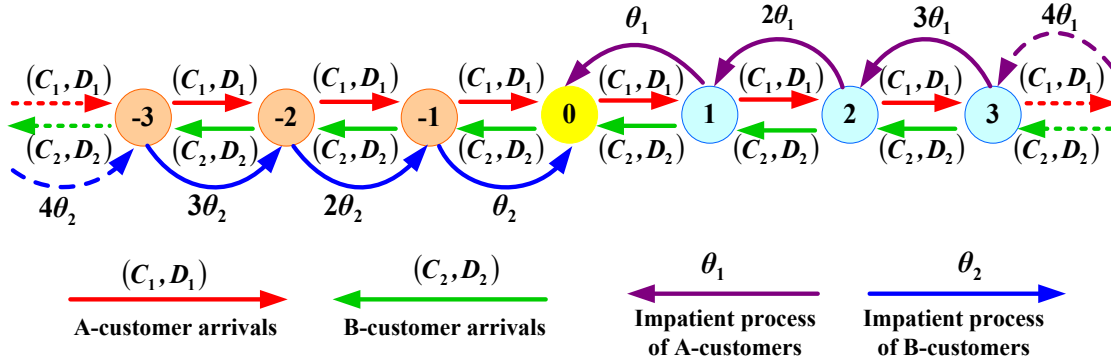 θ₁ 2θ₁ 3θ₁ 4θ₁
(C₁, D₁) (C₁, D₁) (C₁, D₁) (C₁, D₁) (C₁, D₁) (C₁, D₁) (C₁, D₁) (C₁, D₁)
-3 -2 -1 0 1 2 3
(C₂, D₂) (C₂, D₂) (C₂, D₂) (C₂, D₂) (C₂, D₂) (C₂, D₂) (C₂, D₂) (C₂, D₂)
4θ₂ 3θ₂ 2θ₂ θ₂
(C₁, D₁) (C₂, D₂) θ₁ θ₂
A-customer arrivals
B-customer arrivals
Impatient process
of A-customers
Impatient process
of B-customers